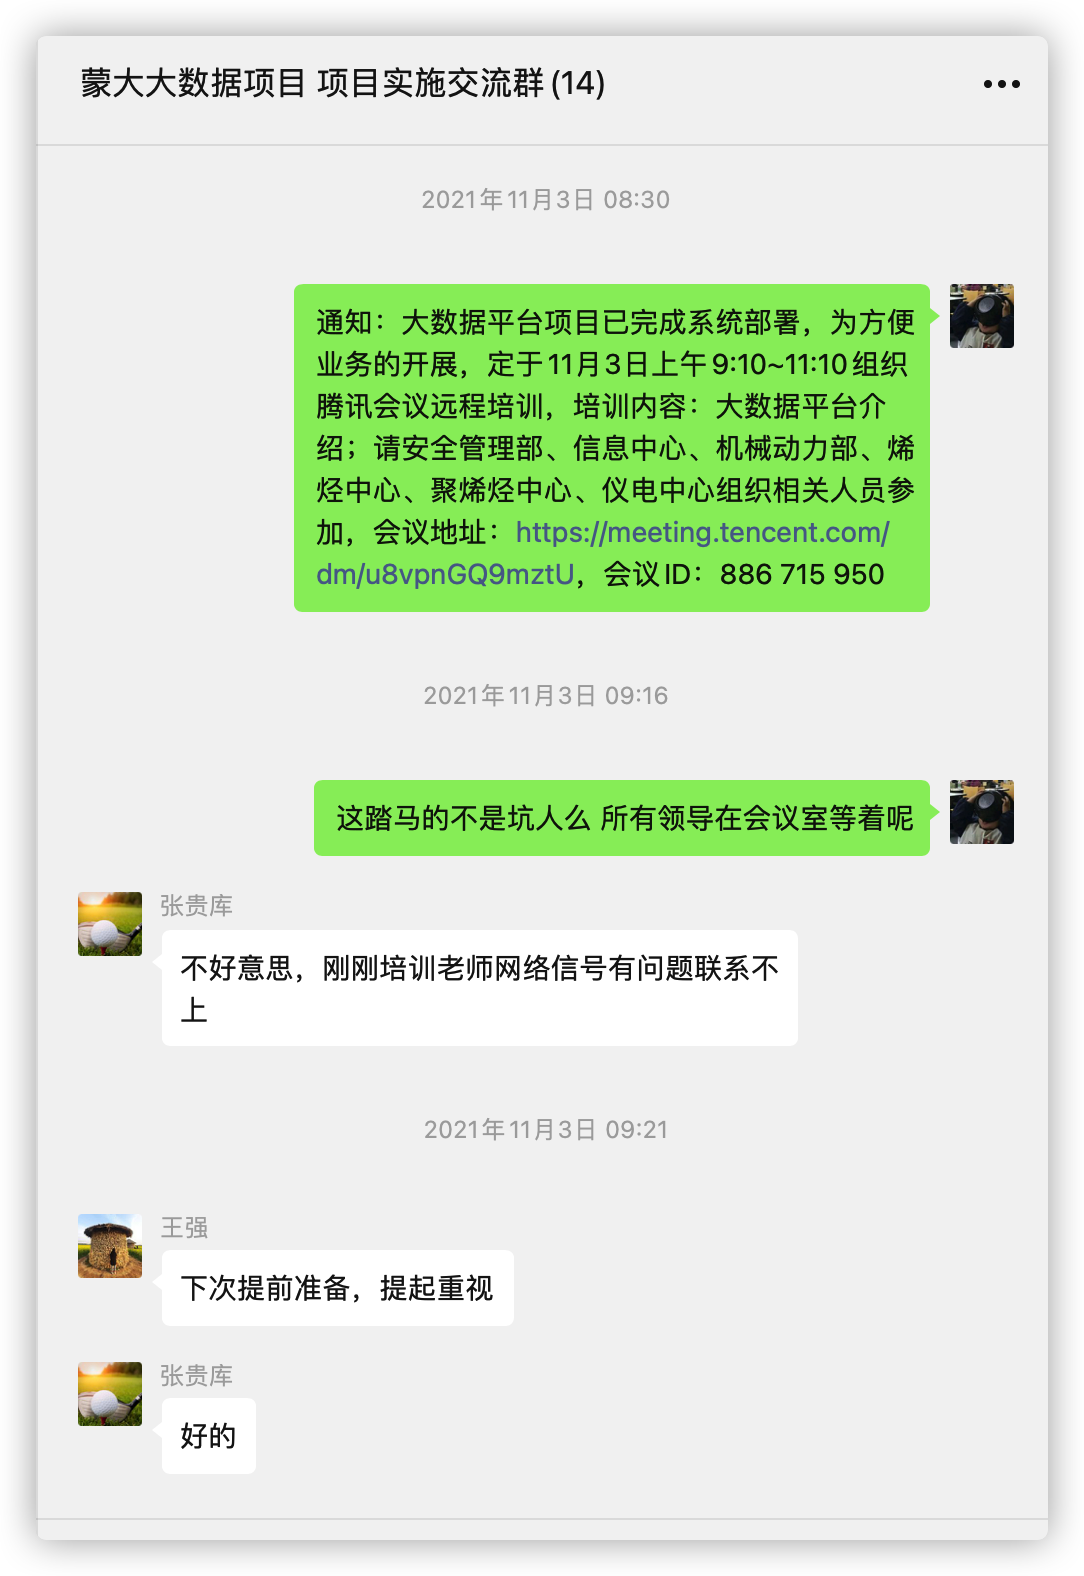 蒙大大数据项目 项目实施交流群(14)
2021年11月3日 08:30
通知：大数据平台项目已完成系统部署，为方便
业务的开展，定于11月3日上午9:10~11:10组织
腾讯会议远程培训，培训内容：大数据平台介
绍；请安全管理部、信息中心、机械动力部、烯
烃中心、聚烯烃中心、仪电中心组织相关人员参
加，会议地址：https://meeting.tencent.com/
dm/u8vpnGQ9mztU，会议ID：886 715 950
2021年11月3日 09:16
这踏马的不是坑人么 所有领导在会议室等着呢
张贵库
不好意思，刚刚培训老师网络信号有问题联系不
上
2021年11月3日 09:21
王强
下次提前准备，提起重视
张贵库
好的